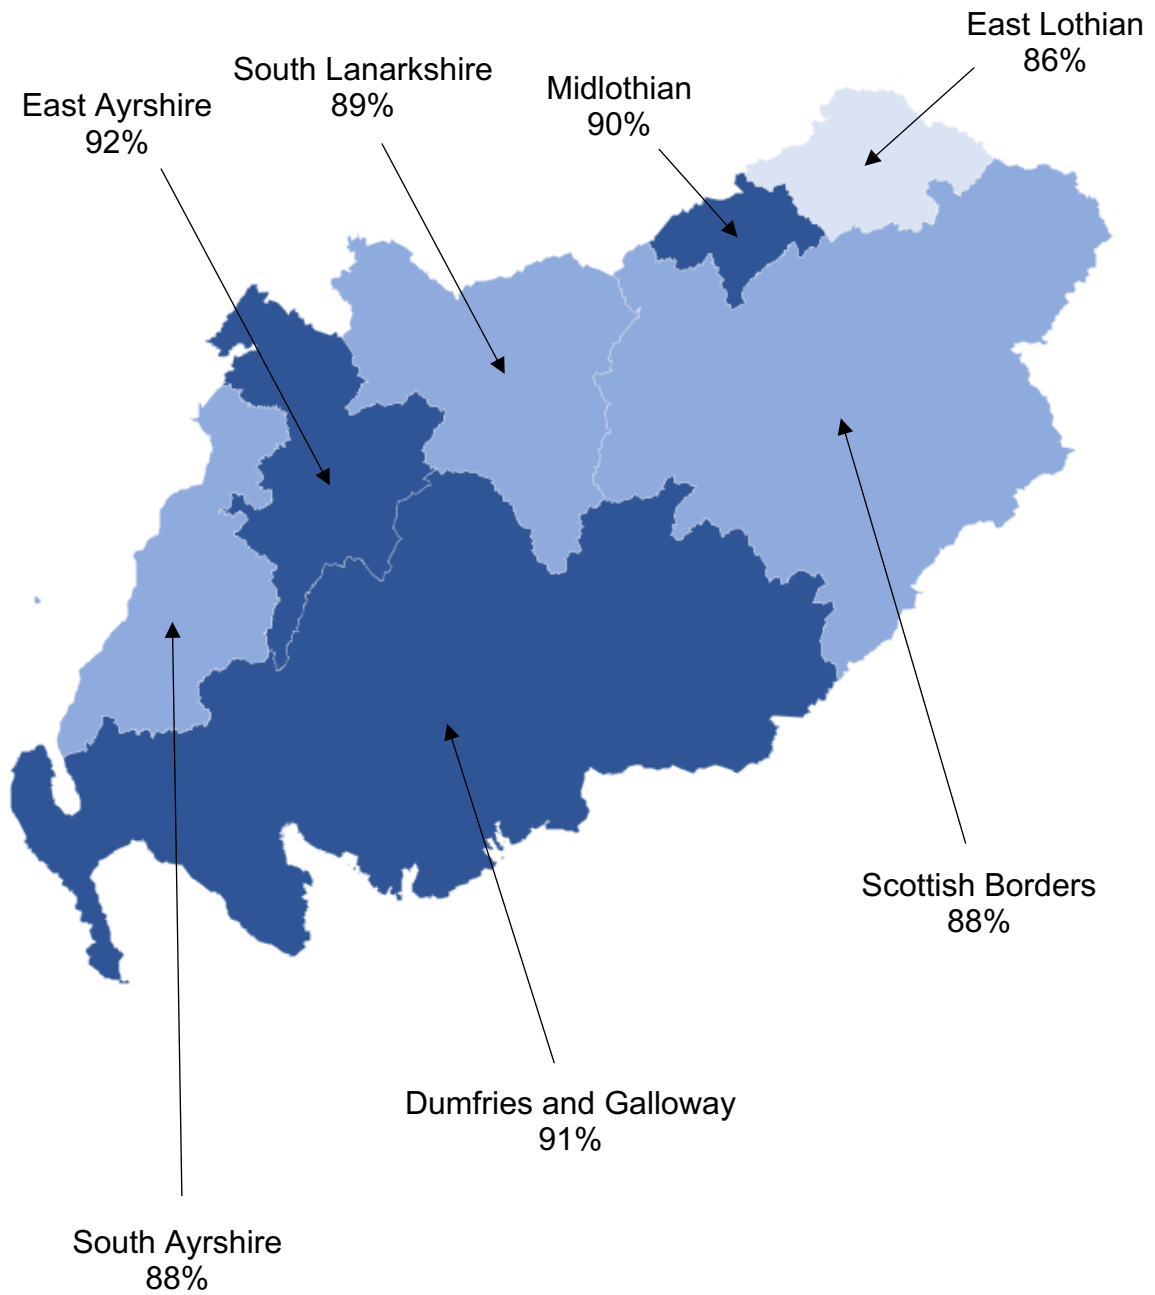 East Lothian
86%
South Lanarkshire
89%
Midlothian
90%
East Ayrshire
92%
Scottish Borders
88%
Dumfries and Galloway
91%
South Ayrshire
88%